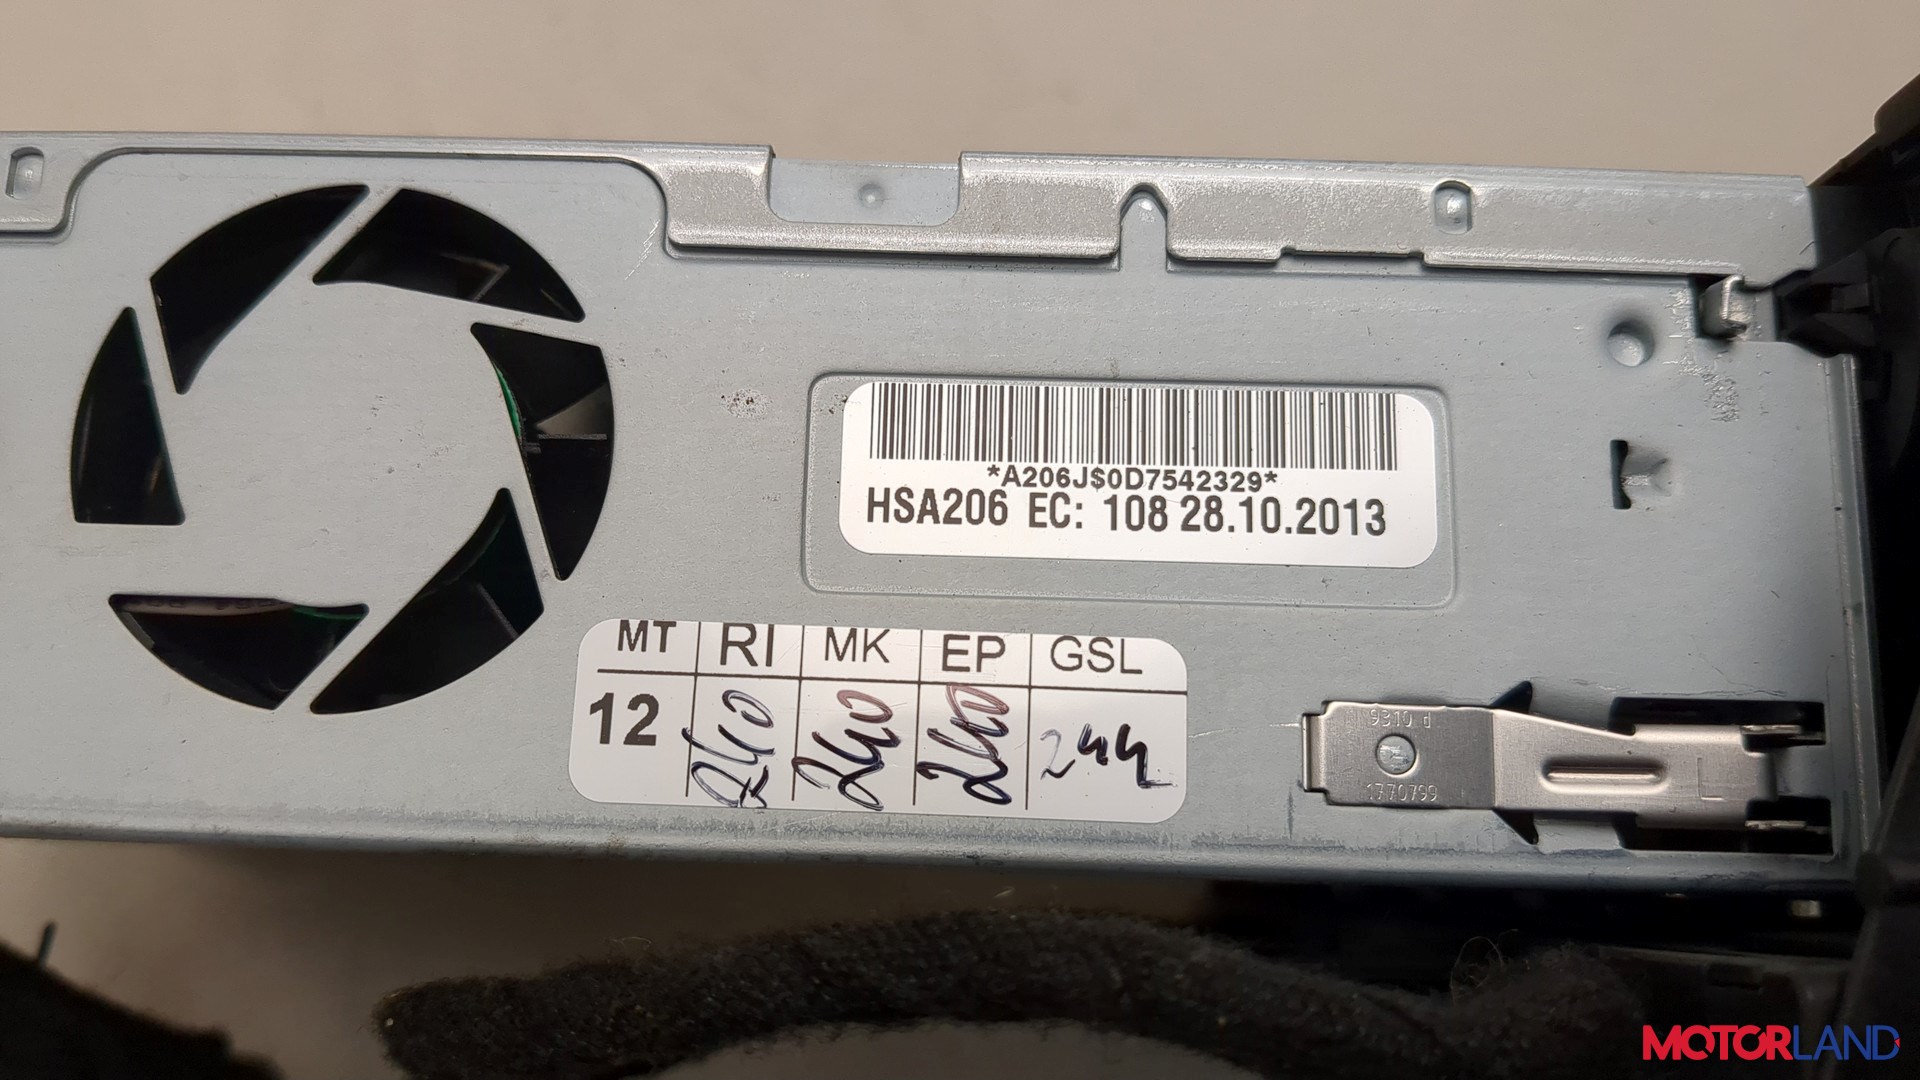 *A206J$0D7542329*
HSA206 EC: 108 28.10.2013
MT RI MK EP GSL
12 240 240 240 244
9310 d
1770799
L
MOTORLAND